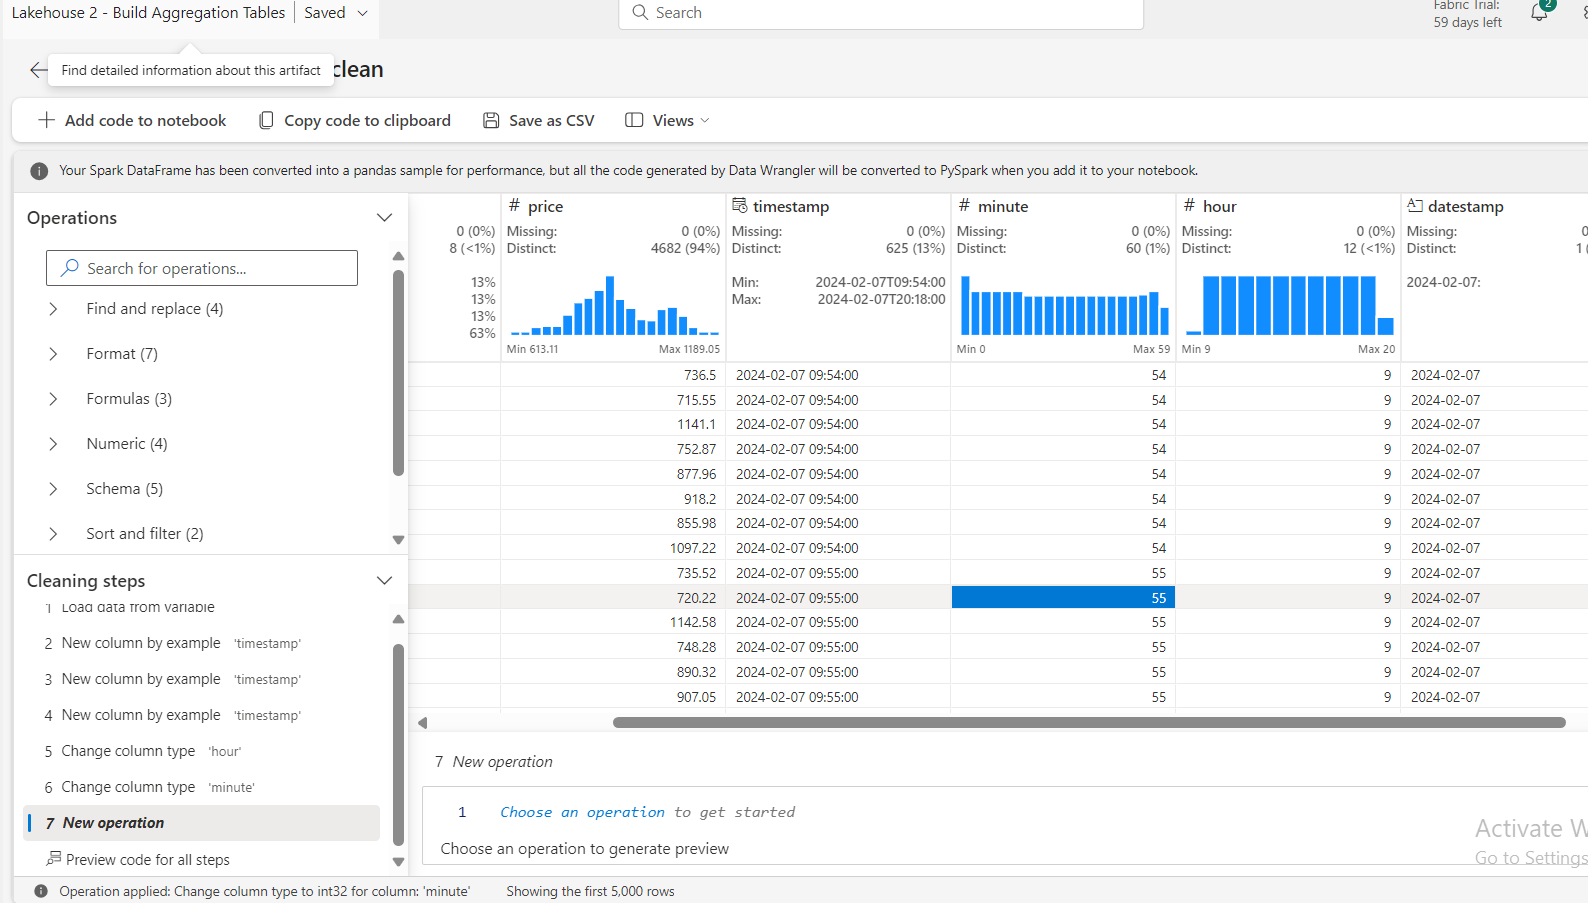 Lakehouse 2 - Build Aggregation Tables | Saved
Search
Fabric Trial:
59 days left
2
Find detailed information about this artifact
clean
Add code to notebook
Copy code to clipboard
Save as CSV
Views
Your Spark DataFrame has been converted into a pandas sample for performance, but all the code generated by Data Wrangler will be converted to PySpark when you add it to your notebook.
Operations
Search for operations...
Find and replace (4)
Format (7)
Formulas (3)
Numeric (4)
Schema (5)
Sort and filter (2)
Cleaning steps
1 Load data from variable
2 New column by example 'timestamp'
3 New column by example 'timestamp'
4 New column by example 'timestamp'
5 Change column type 'hour'
6 Change column type 'minute'
7 New operation
Preview code for all steps
# price # minute # hour
timestamp
datestamp
0 (0%) Missing: 0 (0%) Missing: 0 (0%) Missing: 0 (0%) Missing: 0 (0%) Missing: 0
8 (<1%) Distinct: 4682 (94%) Distinct: 625 (13%) Distinct: 60 (1%) Distinct: 12 (<1%) Distinct: 1 (
13% Min: 2024-02-07T09:54:00 2024-02-07:
13% Max: 2024-02-07T20:18:00
13%
63%
Min 613.11 Max 1189.05 Min 0 Max 59 Min 9 Max 20
736.5 2024-02-07 09:54:00 54 9 2024-02-07
715.55 2024-02-07 09:54:00 54 9 2024-02-07
1141.1 2024-02-07 09:54:00 54 9 2024-02-07
752.87 2024-02-07 09:54:00 54 9 2024-02-07
877.96 2024-02-07 09:54:00 54 9 2024-02-07
918.2 2024-02-07 09:54:00 54 9 2024-02-07
855.98 2024-02-07 09:54:00 54 9 2024-02-07
1097.22 2024-02-07 09:54:00 54 9 2024-02-07
735.52 2024-02-07 09:55:00 55 9 2024-02-07
720.22 2024-02-07 09:55:00 55 9 2024-02-07
1142.58 2024-02-07 09:55:00 55 9 2024-02-07
748.28 2024-02-07 09:55:00 55 9 2024-02-07
890.32 2024-02-07 09:55:00 55 9 2024-02-07
907.05 2024-02-07 09:55:00 55 9 2024-02-07
7 New operation
1 Choose an operation to get started
Choose an operation to generate preview
Activate W
Go to Settings
Operation applied: Change column type to int32 for column: 'minute' Showing the first 5,000 rows